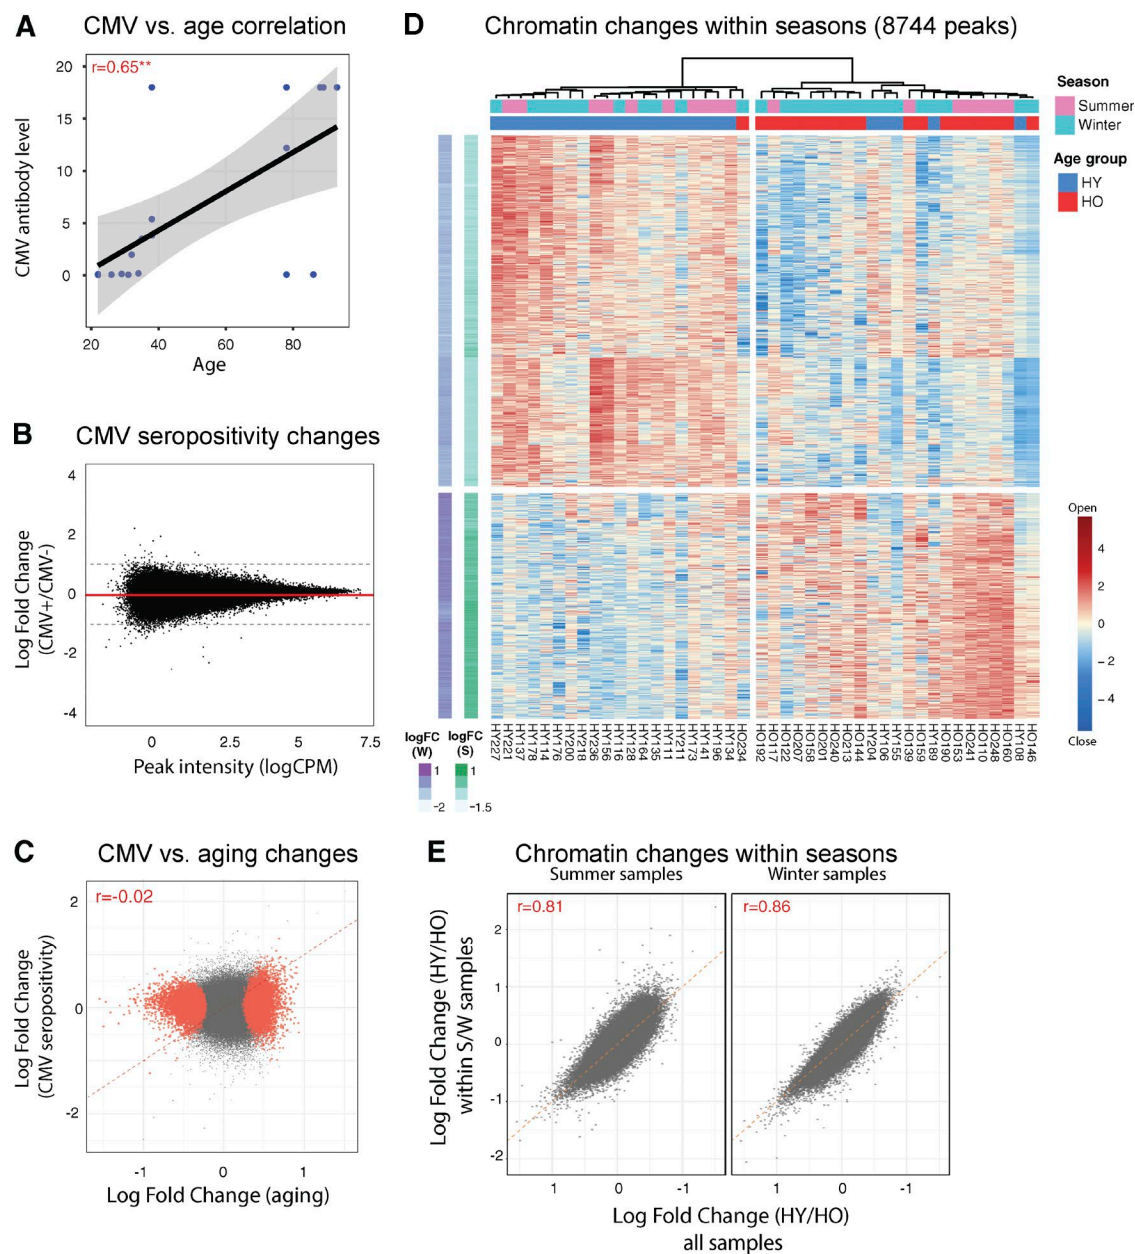 A
CMV vs. age correlation
r=0.65**
20
15
10
5
0
CMV antibody level
20
40
60
80
Age
B
CMV seropositivity changes
4
2
0
-2
-4
Log Fold Change
(CMV+/CMV-)
0
2.5
5
7.5
Peak intensity (logCPM)
C
CMV vs. aging changes
r=-0.02
2
0
-2
Log Fold Change
(CMV seropositivity)
-1
0
1
Log Fold Change (aging)
D
Chromatin changes within seasons (8744 peaks)
Season
Summer
Winter
Age group
HY
HO
Open
4
2
0
-2
-4
Close
HY227
HY221
HY137
HY178
HY114
HY176
HY200
HY218
HY236
HY156
HY116
HY128
HY184
HY135
HY111
HY211
HY173
HY141
HY196
HY134
HO234
HO192
HO117
HO122
HO207
HO158
HO201
HO240
HO213
HO144
HY204
HY106
HY155
HO139
HO159
HY189
HO190
HO153
HO241
HO110
HO248
HO160
HY108
HO146
logFC
(W)
1
-2
logFC
(S)
1
-1.5
E
Chromatin changes within seasons
Summer samples
Winter samples
r=0.81
r=0.86
2
1
0
-1
-2
Log Fold Change (HY/HO)
within S/W samples
1
0
-1
1
0
-1
Log Fold Change (HY/HO)
all samples